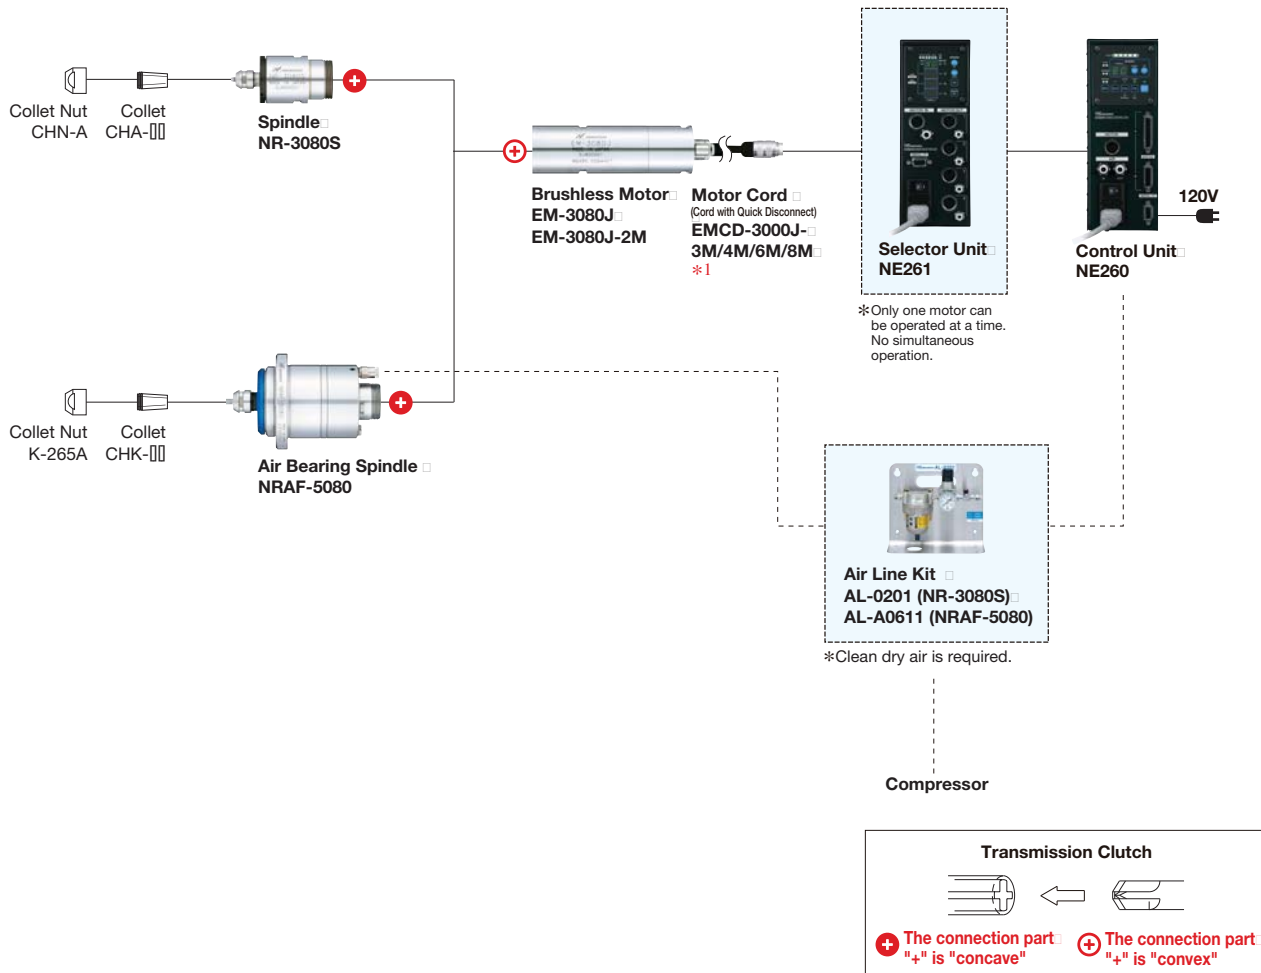 Collet Nut
CHN-A
Collet
CHA-▯▯
Spindle
NR-3080S
Brushless Motor
EM-3080J
EM-3080J-2M
Motor Cord
(Cord with Quick Disconnect)
EMCD-3000J-
3M/4M/6M/8M
*1
Selector Unit
NE261
*Only one motor can
be operated at a time.
No simultaneous
operation.
120V
Control Unit
NE260
Collet Nut
K-265A
Collet
CHK-▯▯
Air Bearing Spindle
NRAF-5080
Air Line Kit
AL-0201 (NR-3080S)
AL-A0611 (NRAF-5080)
*Clean dry air is required.
Compressor
Transmission Clutch
The connection part
"+" is "concave"
The connection part
"+" is "convex"